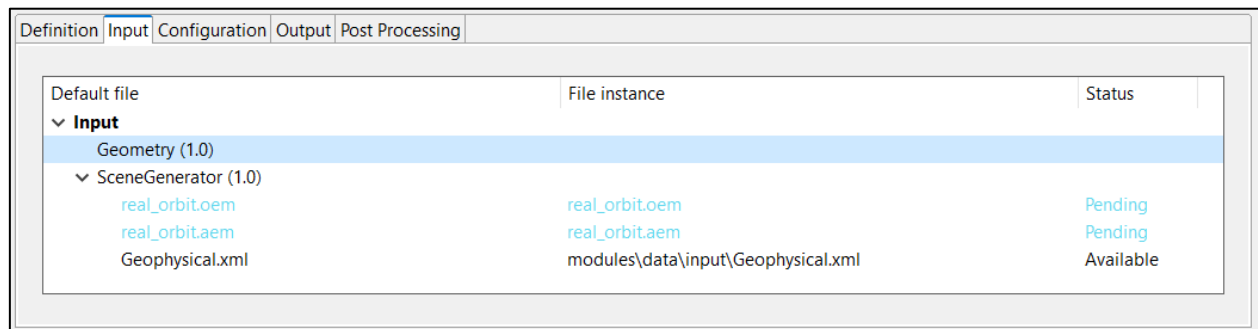 Definition Input Configuration Output Post Processing
Default file File instance Status
Input
Geometry (1.0)
SceneGenerator (1.0)
real_orbit.oem real_orbit.oem Pending
real_orbit.aem real_orbit.aem Pending
Geophysical.xml modules\data\input\Geophysical.xml Available